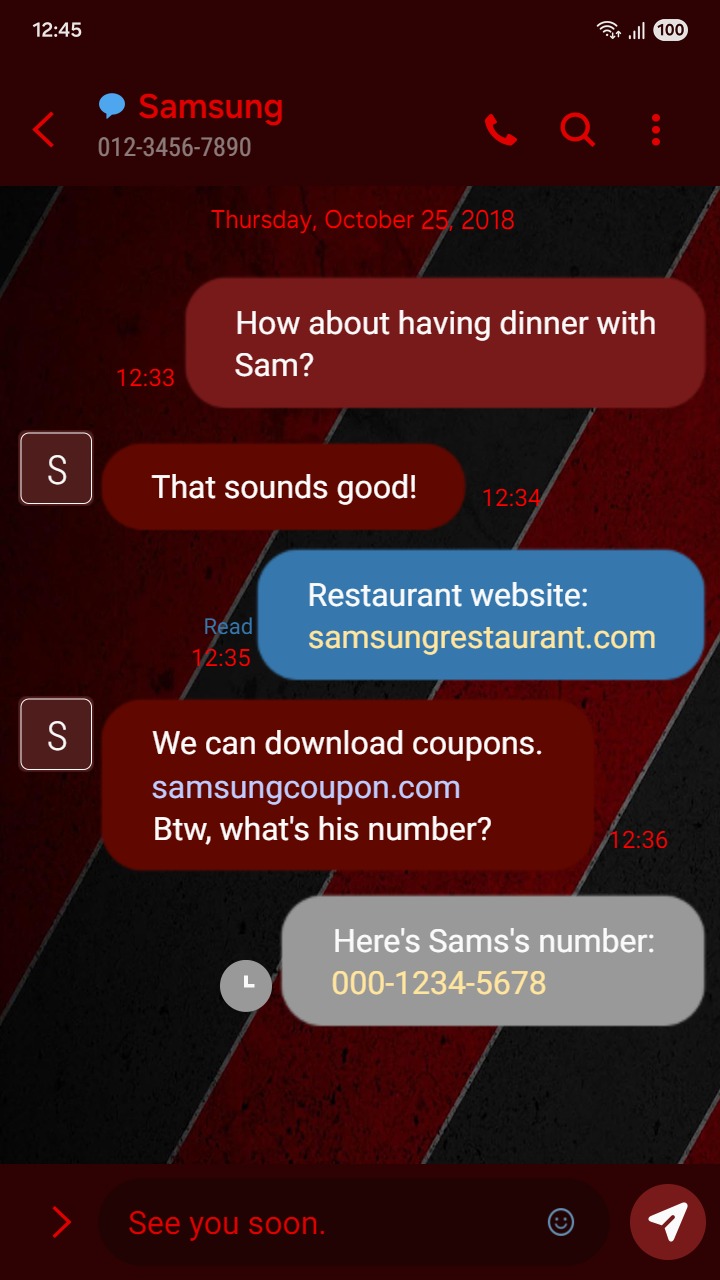 12:45
100
Samsung
012-3456-7890
Thursday, October 25, 2018
How about having dinner with
Sam?
12:33
S
That sounds good!
12:34
Restaurant website:
samsungrestaurant.com
Read
12:35
S
We can download coupons.
samsungcoupon.com
Btw, what's his number?
12:36
Here's Sams's number:
000-1234-5678
See you soon.